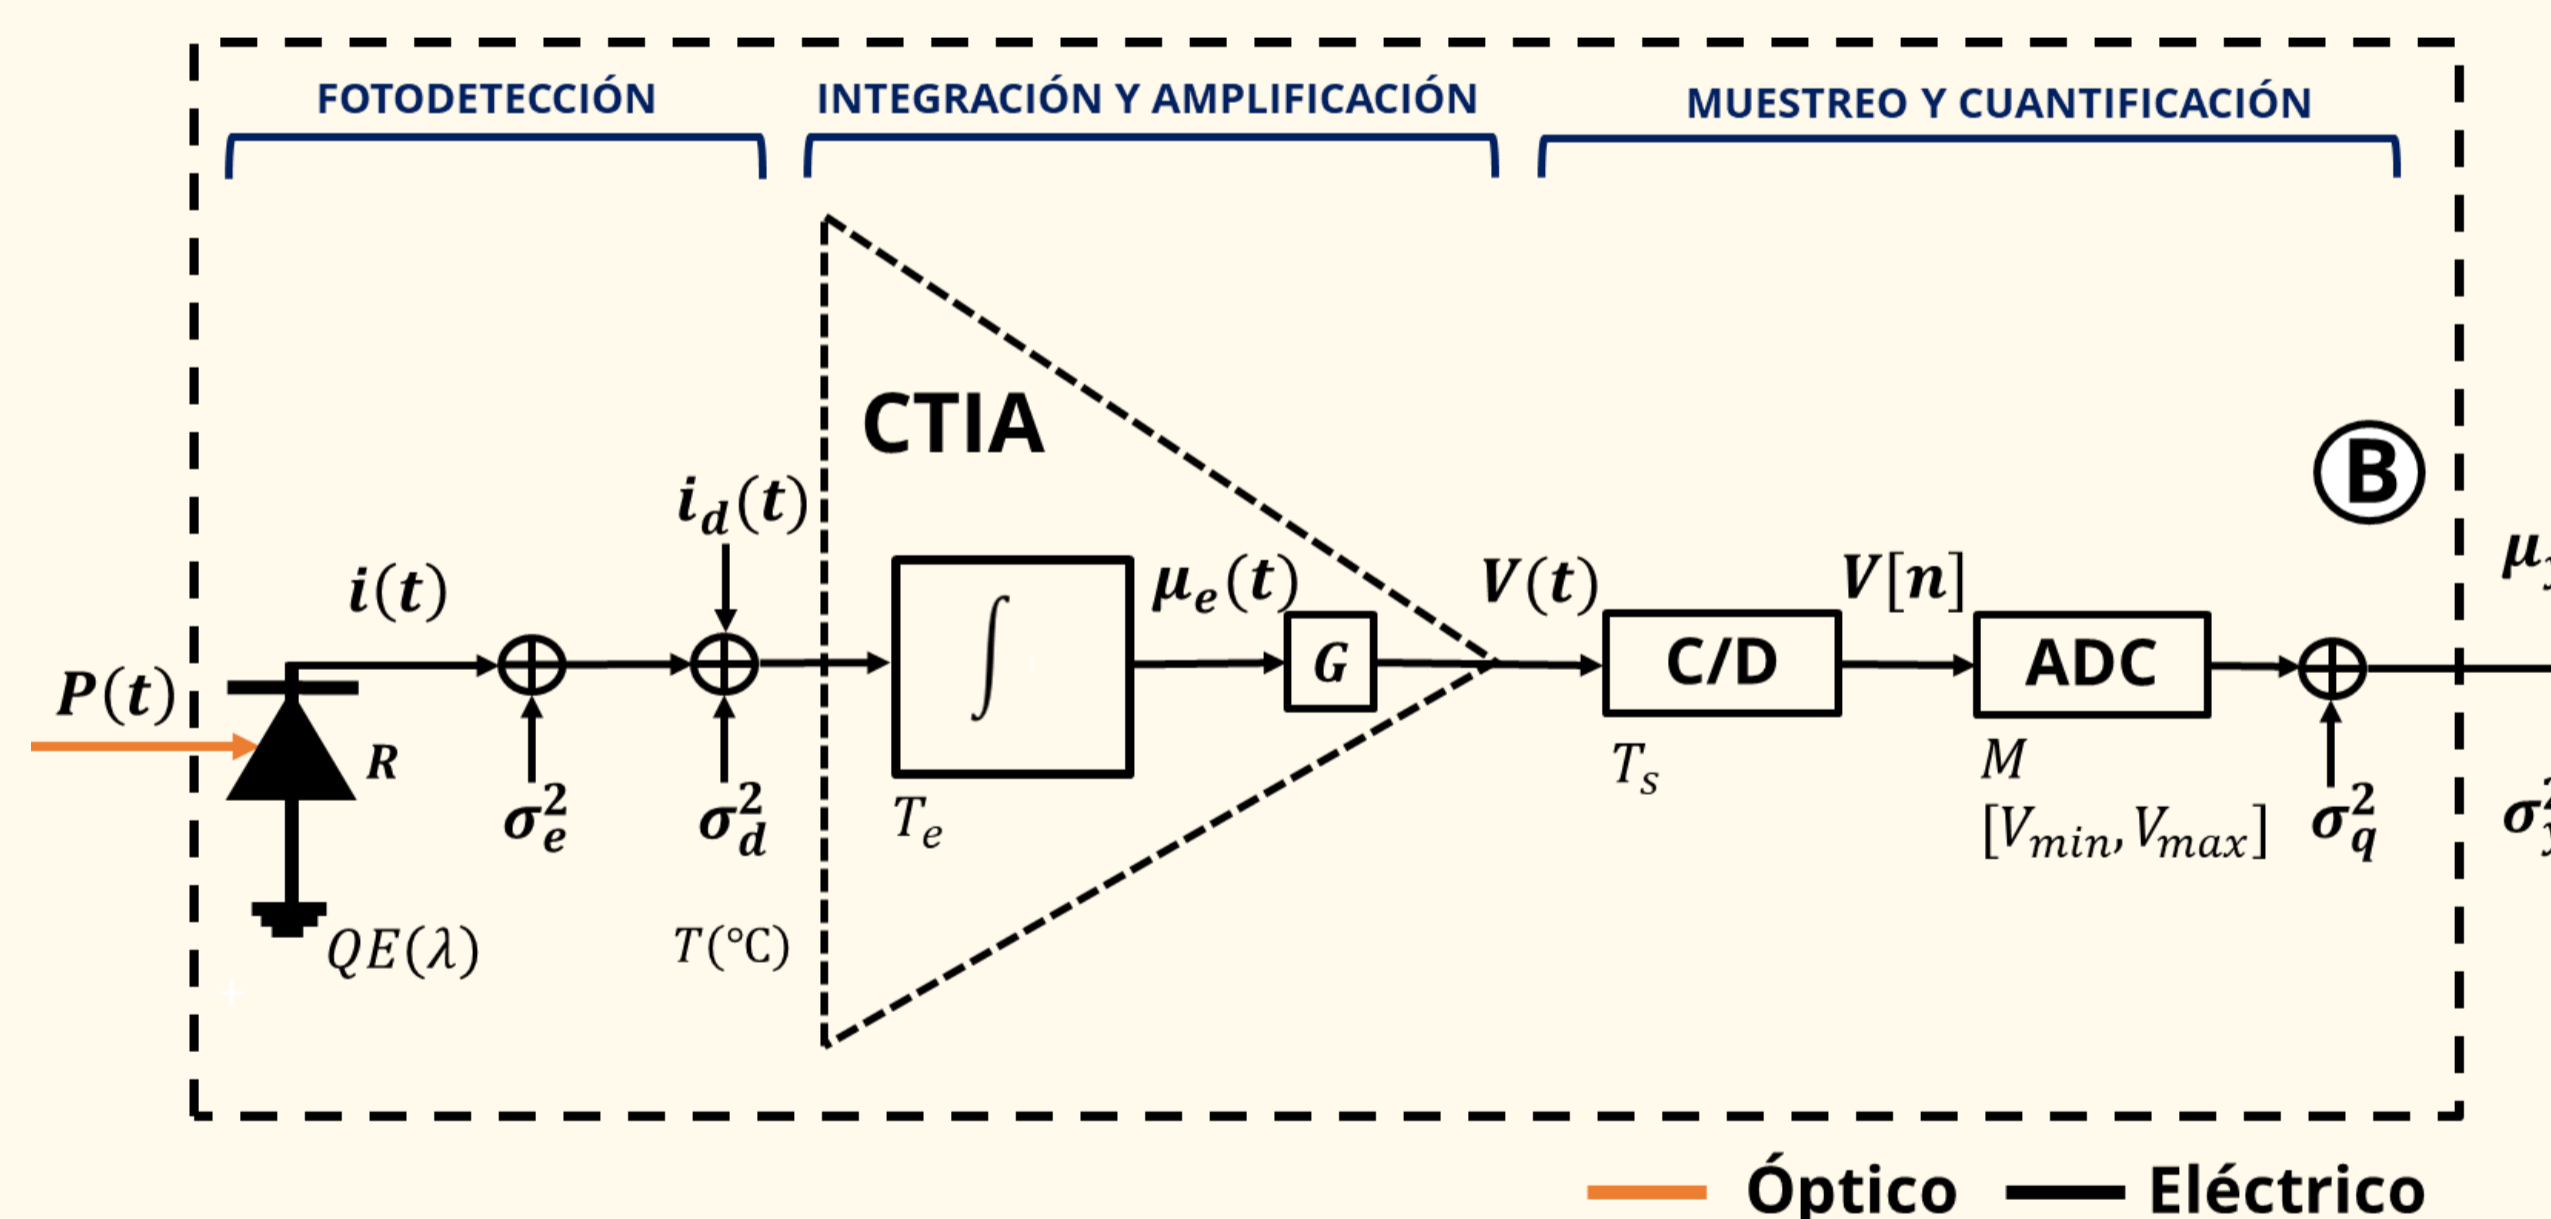 FOTODETECCIÓN
INTEGRACIÓN Y AMPLIFICACIÓN
MUESTREO Y CUANTIFICACIÓN
CTIA
B
i_d(t)
i(t)
μ_e(t)
V(t)
V[n]
P(t)
R
∫
G
C/D
ADC
σ_e^2
σ_d^2
T_e
T_s
M
[V_min, V_max]
σ_q^2
QE(λ)
T(°C)
Óptico
Eléctrico